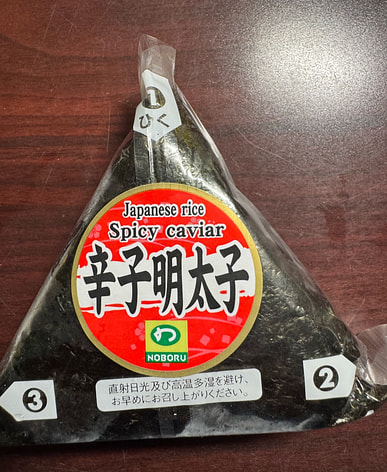 1
ひく
Japanese rice
Spicy caviar
辛子明太子
の
NOBORU
直射日光及び高温多湿を避け、
お早めにお召し上がりください。
2
3